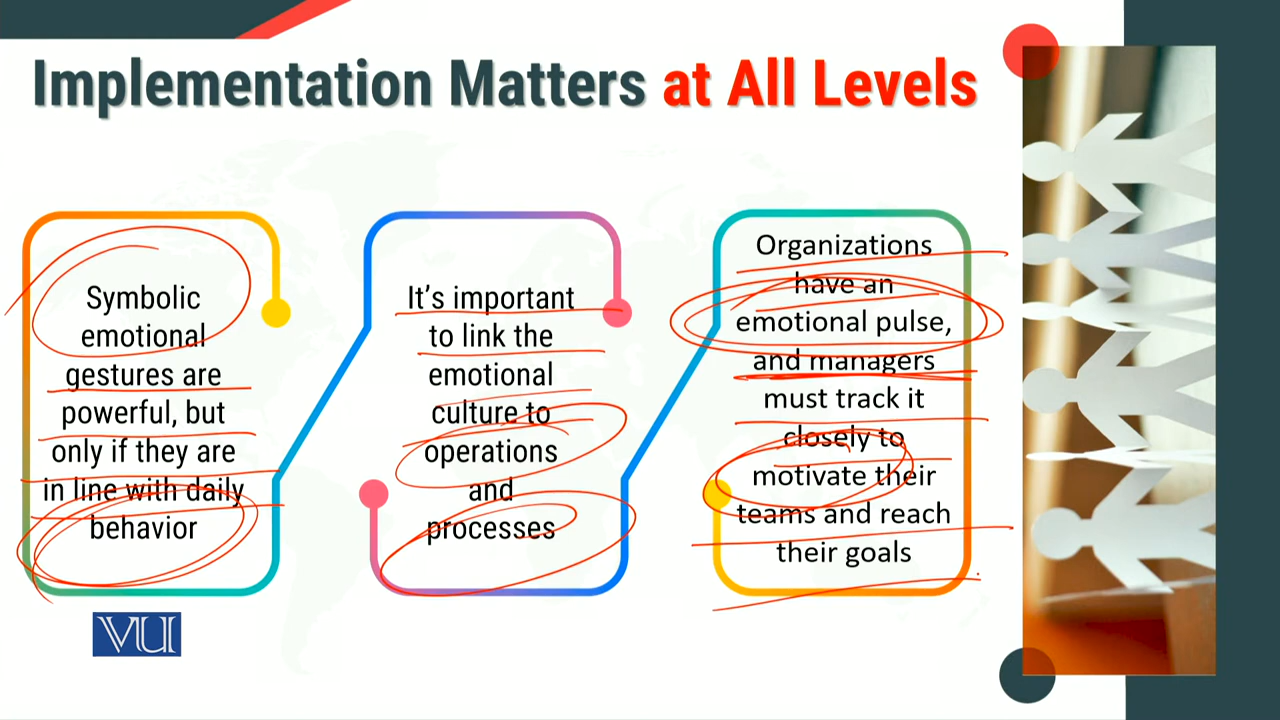 Implementation Matters at All Levels
Symbolic
emotional
gestures are
powerful, but
only if they are
in line with daily
behavior
It's important
to link the
emotional
culture to
operations
and
processes
Organizations
have an
emotional pulse,
and managers
must track it
closely to
motivate their
teams and reach
their goals
VU